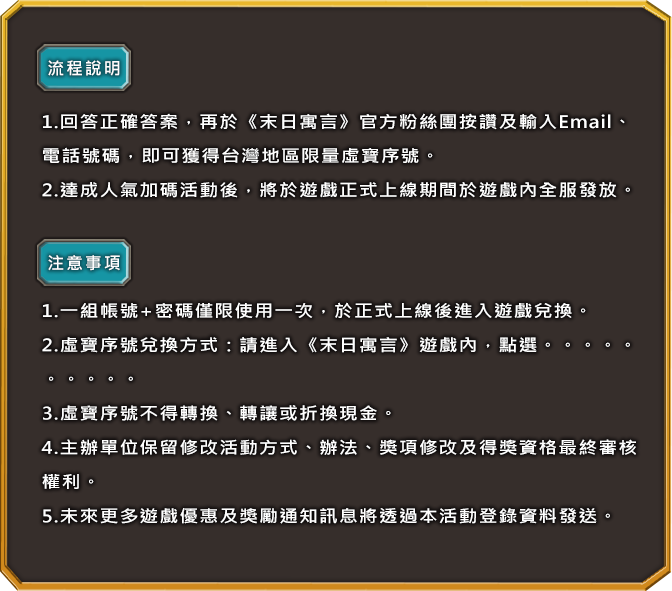 流程說明
1.回答正確答案，再於《末日寓言》官方粉絲團按讚及輸入Email、
電話號碼，即可獲得台灣地區限量虛寶序號。
2.達成人氣加碼活動後，將於遊戲正式上線期間於遊戲內全服發放。
注意事項
1.一組帳號+密碼僅限使用一次，於正式上線後進入遊戲兌換。
2.虛寶序號兌換方式：請進入《末日寓言》遊戲內，點選。。。。。
。。。。。
3.虛寶序號不得轉換、轉讓或折換現金。
4.主辦單位保留修改活動方式、辦法、獎項修改及得獎資格最終審核
權利。
5.未來更多遊戲優惠及獎勵通知訊息將透過本活動登錄資料發送。